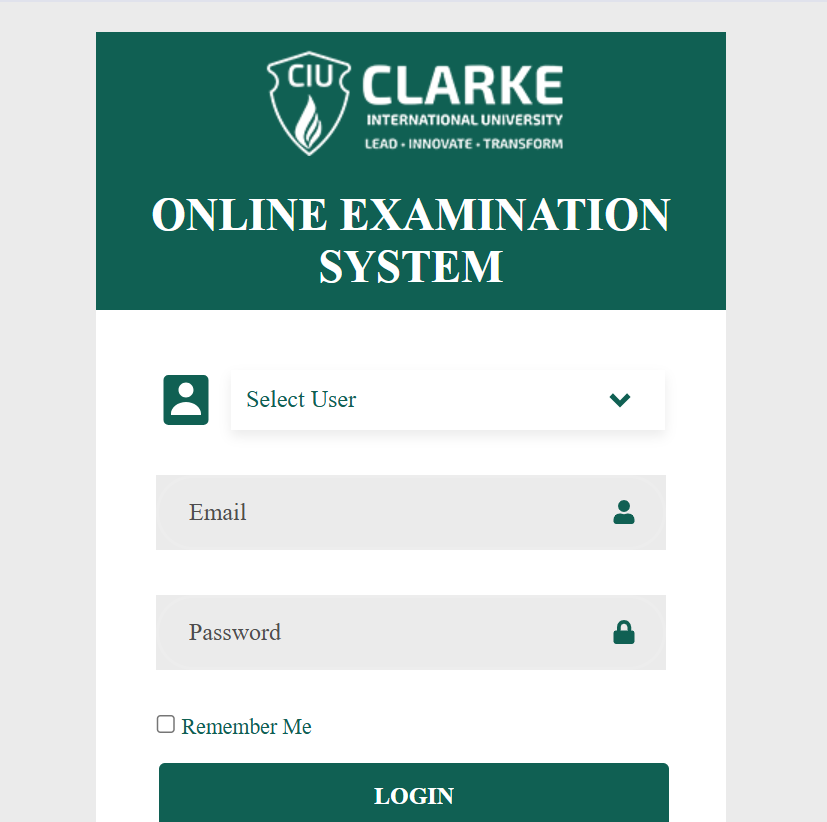 CIU
CLARKE
INTERNATIONAL UNIVERSITY
LEAD • INNOVATE • TRANSFORM
ONLINE EXAMINATION
SYSTEM
Select User
Email
Password
Remember Me
LOGIN